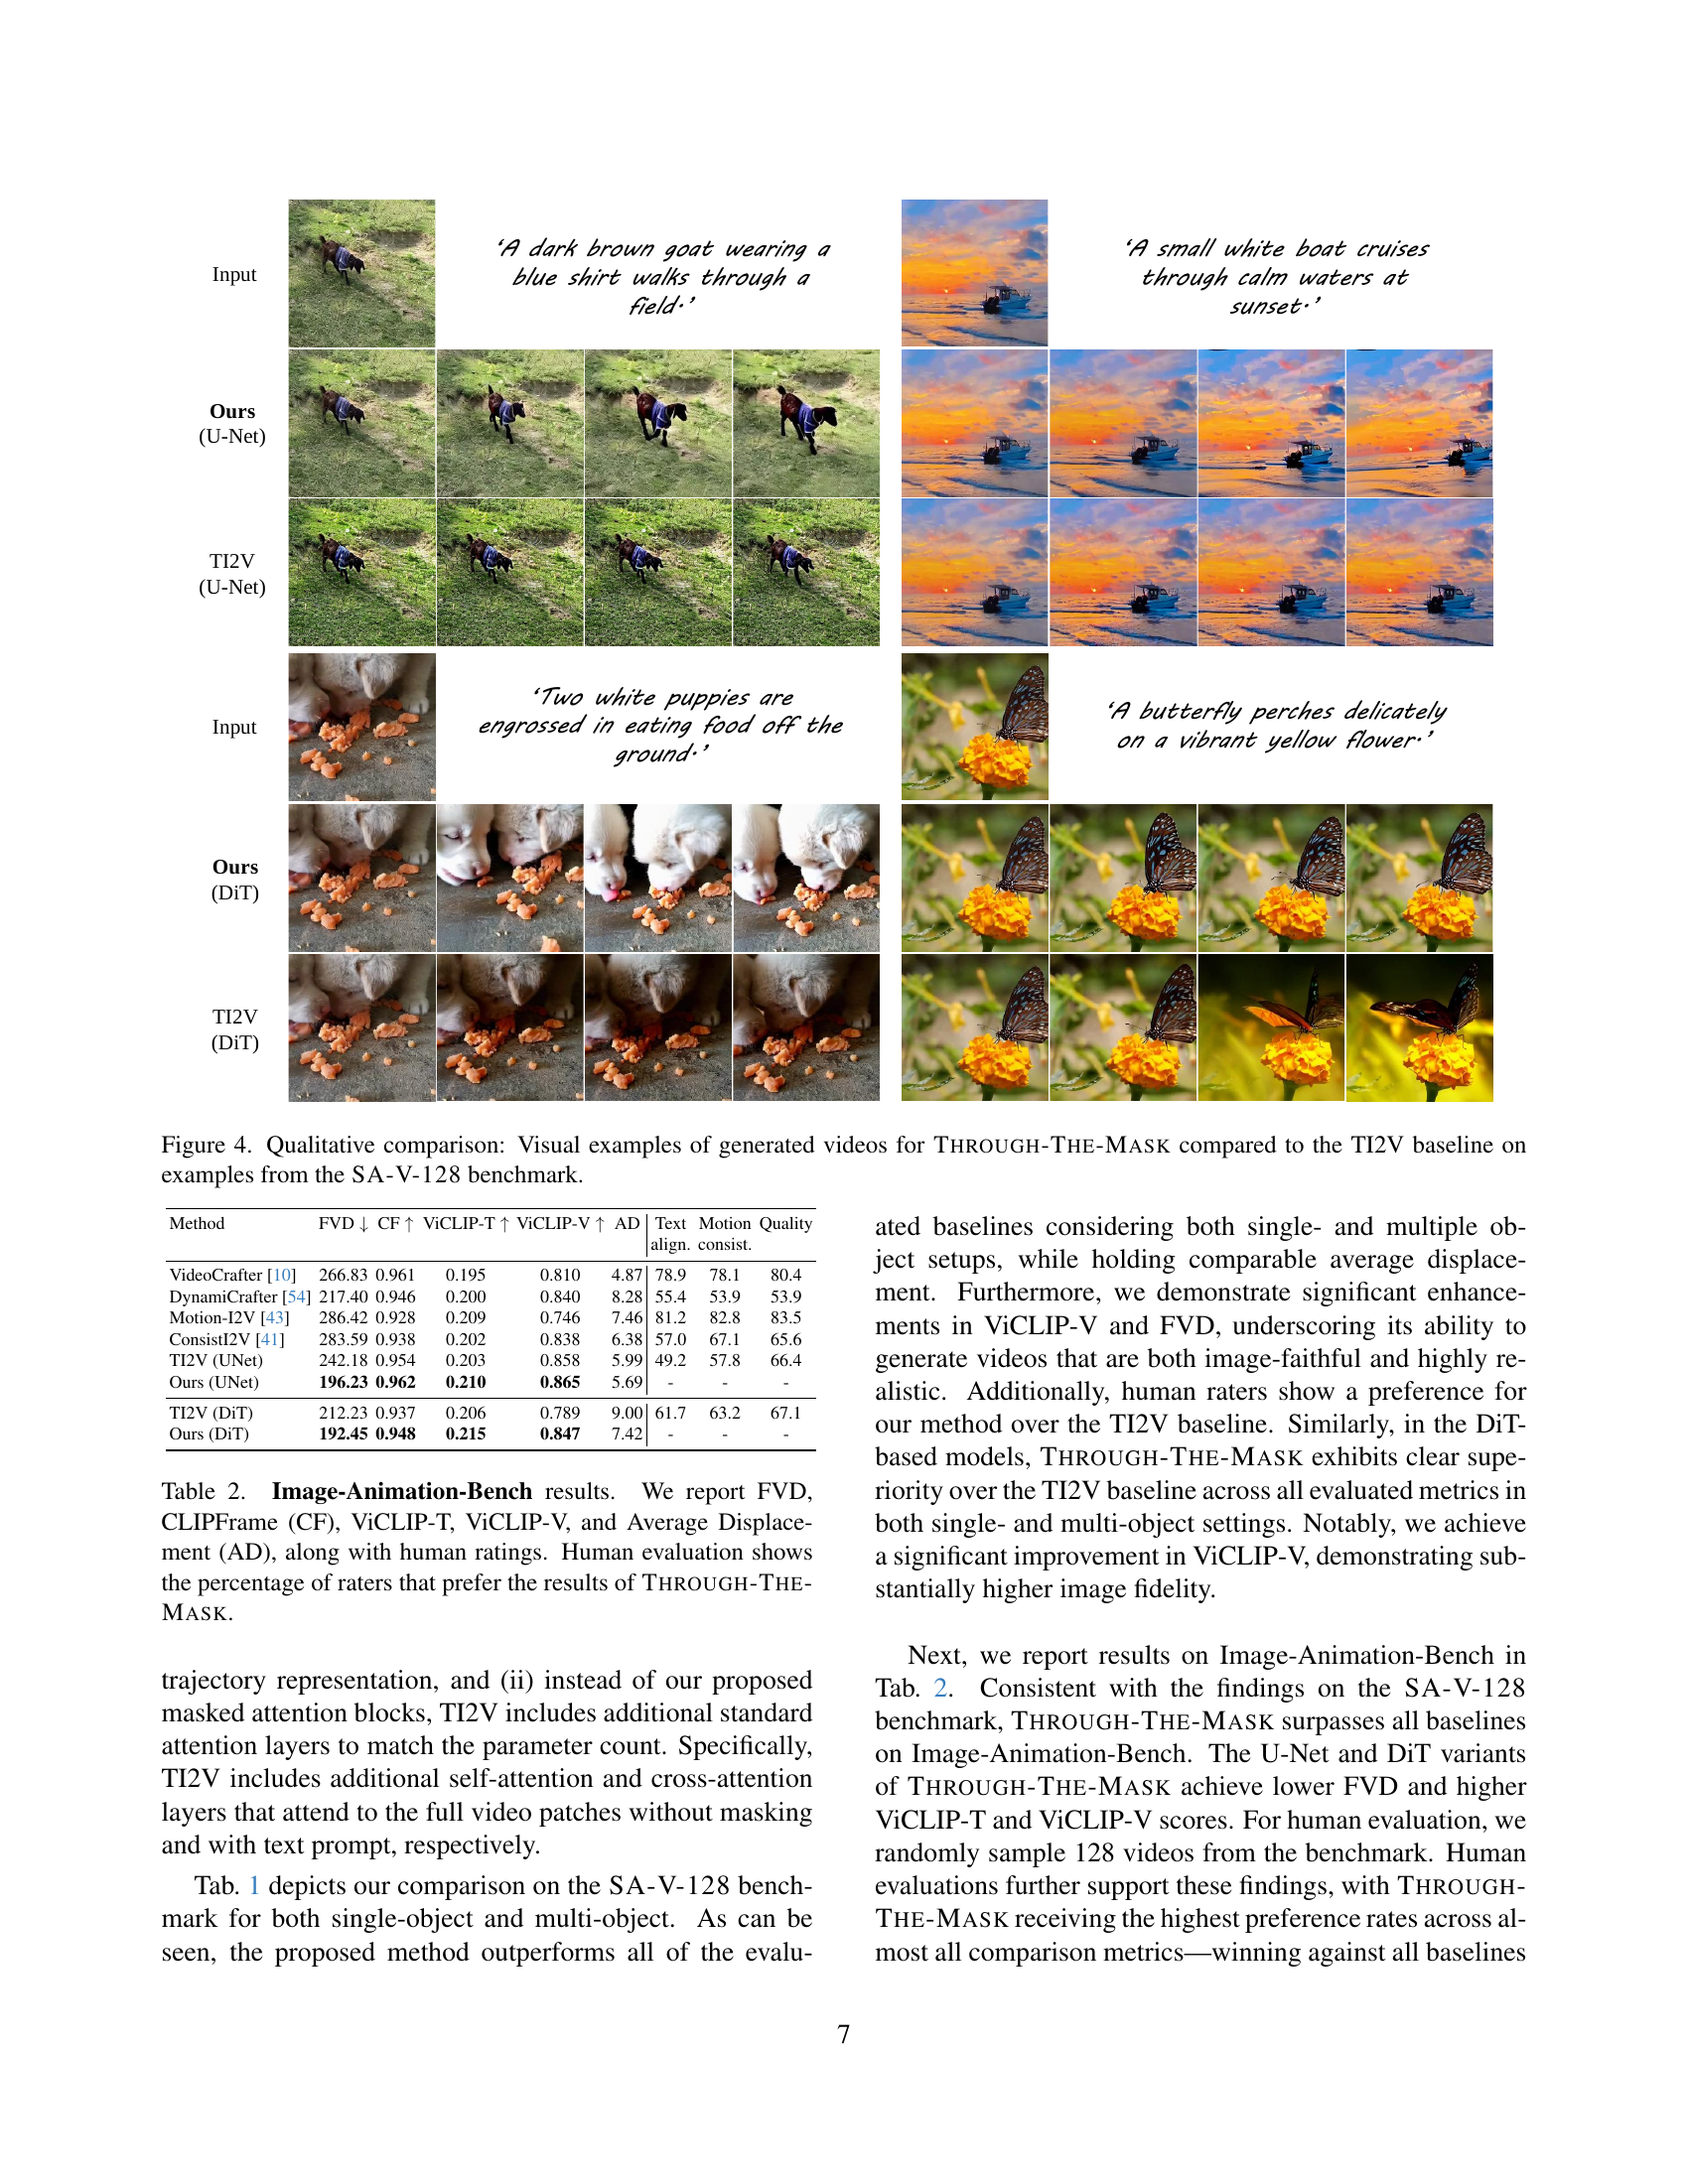 Input
‘A dark brown goat wearing a
blue shirt walks through a
field.’
Ours
(U-Net)
TI2V
(U-Net)
‘A small white boat cruises
through calm waters at
sunset.’
Input
‘Two white puppies are
engrossed in eating food off the
ground.’
Ours
(DiT)
TI2V
(DiT)
‘A butterfly perches delicately
on a vibrant yellow flower.’
Figure 4. Qualitative comparison: Visual examples of generated videos for THROUGH-THE-MASK compared to the TI2V baseline on
examples from the SA-V-128 benchmark.
Method FVD ↓ CF ↑ ViCLIP-T ↑ ViCLIP-V ↑ AD Text Motion Quality
align. consist.
VideoCrafter [10] 266.83 0.961 0.195 0.810 4.87 78.9 78.1 80.4
DynamiCrafter [54] 217.40 0.946 0.200 0.840 8.28 55.4 53.9 53.9
Motion-I2V [43] 286.42 0.928 0.209 0.746 7.46 81.2 82.8 83.5
ConsistI2V [41] 283.59 0.938 0.202 0.838 6.38 57.0 67.1 65.6
TI2V (UNet) 242.18 0.954 0.203 0.858 5.99 49.2 57.8 66.4
Ours (UNet) 196.23 0.962 0.210 0.865 5.69 - - -
TI2V (DiT) 212.23 0.937 0.206 0.789 9.00 61.7 63.2 67.1
Ours (DiT) 192.45 0.948 0.215 0.847 7.42 - - -
Table 2. Image-Animation-Bench results. We report FVD,
CLIPFrame (CF), ViCLIP-T, ViCLIP-V, and Average Displace-
ment (AD), along with human ratings. Human evaluation shows
the percentage of raters that prefer the results of THROUGH-THE-
MASK.
trajectory representation, and (ii) instead of our proposed
masked attention blocks, TI2V includes additional standard
attention layers to match the parameter count. Specifically,
TI2V includes additional self-attention and cross-attention
layers that attend to the full video patches without masking
and with text prompt, respectively.
Tab. 1 depicts our comparison on the SA-V-128 bench-
mark for both single-object and multi-object. As can be
seen, the proposed method outperforms all of the evalu-
ated baselines considering both single- and multiple ob-
ject setups, while holding comparable average displace-
ment. Furthermore, we demonstrate significant enhance-
ments in ViCLIP-V and FVD, underscoring its ability to
generate videos that are both image-faithful and highly re-
alistic. Additionally, human raters show a preference for
our method over the TI2V baseline. Similarly, in the DiT-
based models, THROUGH-THE-MASK exhibits clear supe-
riority over the TI2V baseline across all evaluated metrics in
both single- and multi-object settings. Notably, we achieve
a significant improvement in ViCLIP-V, demonstrating sub-
stantially higher image fidelity.
Next, we report results on Image-Animation-Bench in
Tab. 2. Consistent with the findings on the SA-V-128
benchmark, THROUGH-THE-MASK surpasses all baselines
on Image-Animation-Bench. The U-Net and DiT variants
of THROUGH-THE-MASK achieve lower FVD and higher
ViCLIP-T and ViCLIP-V scores. For human evaluation, we
randomly sample 128 videos from the benchmark. Human
evaluations further support these findings, with THROUGH-
THE-MASK receiving the highest preference rates across al-
most all comparison metrics—winning against all baselines
7